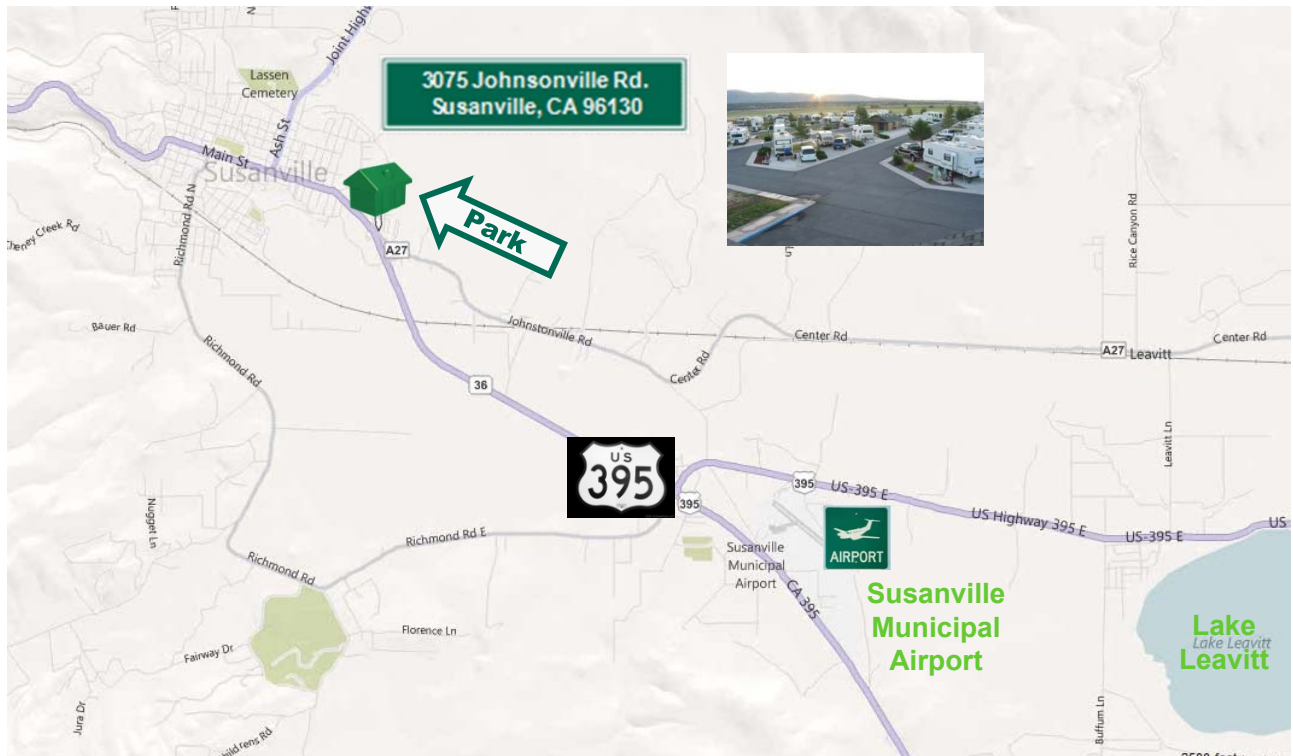 Joint Highway
Lassen
Cemetery
3075 Johnsonville Rd.
Susanville, CA 96130
Ash St
Main St
Susanville
Park
Richmond Rd N
Cheney Creek Rd
A27
Rice Canyon Rd
Bauer Rd
Johnstonville Rd
Center Rd
Center Rd
A27
Leavitt
Center Rd
Richmond Rd
36
Leavitt Ln
US
395
395
395
US-395 E
US Highway 395 E
US-395 E
US
Nugget Ln
Richmond Rd E
Susanville
Municipal
Airport
AIRPORT
CA 395
Richmond Rd
Susanville
Municipal
Airport
Lake
Leavitt
Lake Leavitt
Florence Ln
Fairway Dr
Jura Dr
Buffum Ln